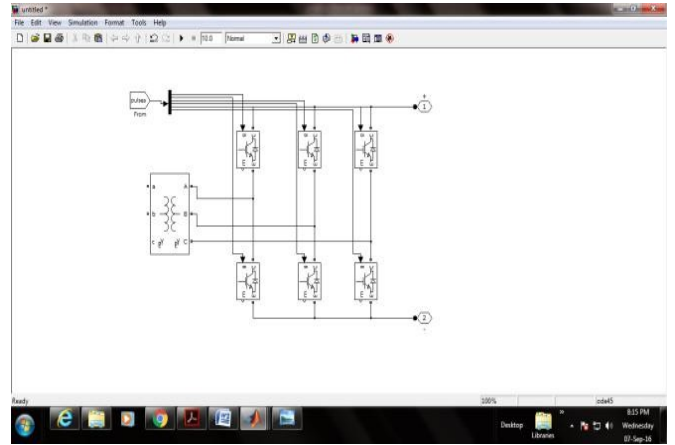 untitled *
File Edit View Simulation Format Tools Help
10.0 Normal
pulses
From
+
1
g C
g C
g C
E
E
E
a A
b B
c C
g C
g C
g C
E
E
E
2
-
Ready 100% ode45
Desktop Libraries 8:15 PM
Wednesday
07-Sep-16